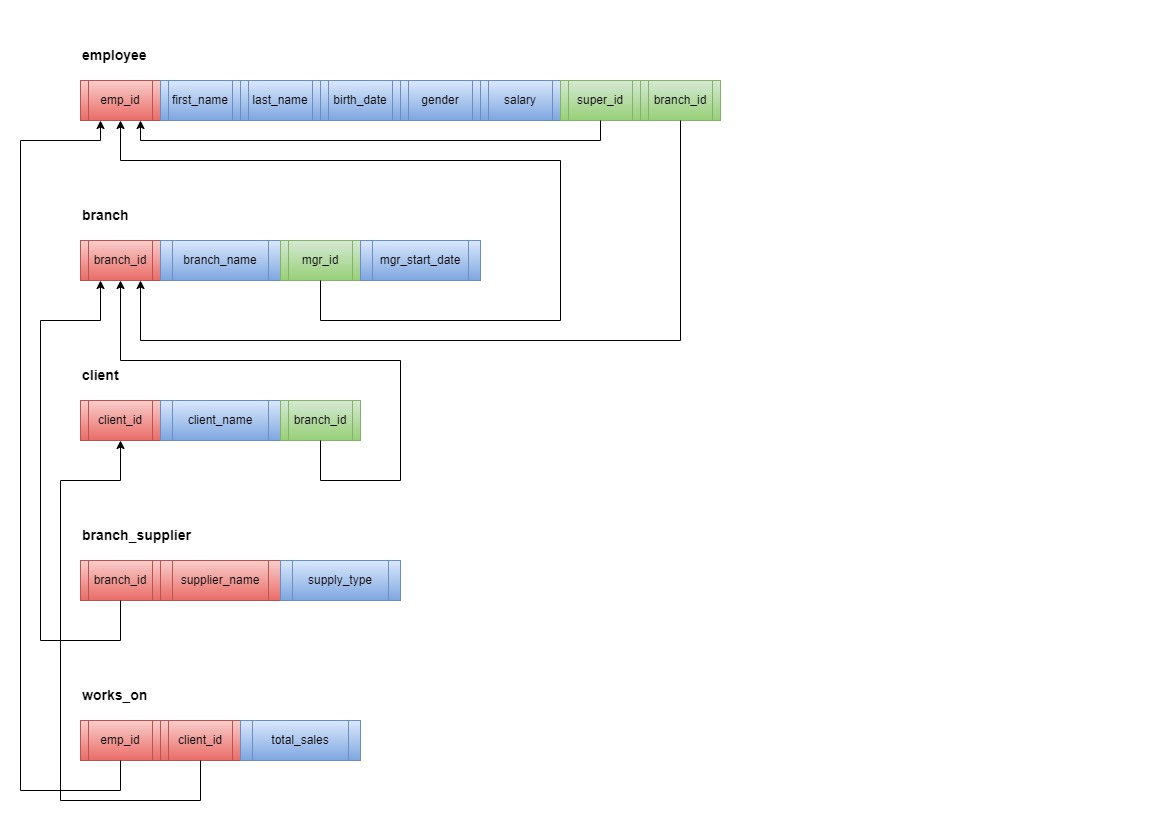 employee
emp_id first_name last_name birth_date gender salary super_id branch_id
branch
branch_id branch_name mgr_id mgr_start_date
client
client_id client_name branch_id
branch_supplier
branch_id supplier_name supply_type
works_on
emp_id client_id total_sales